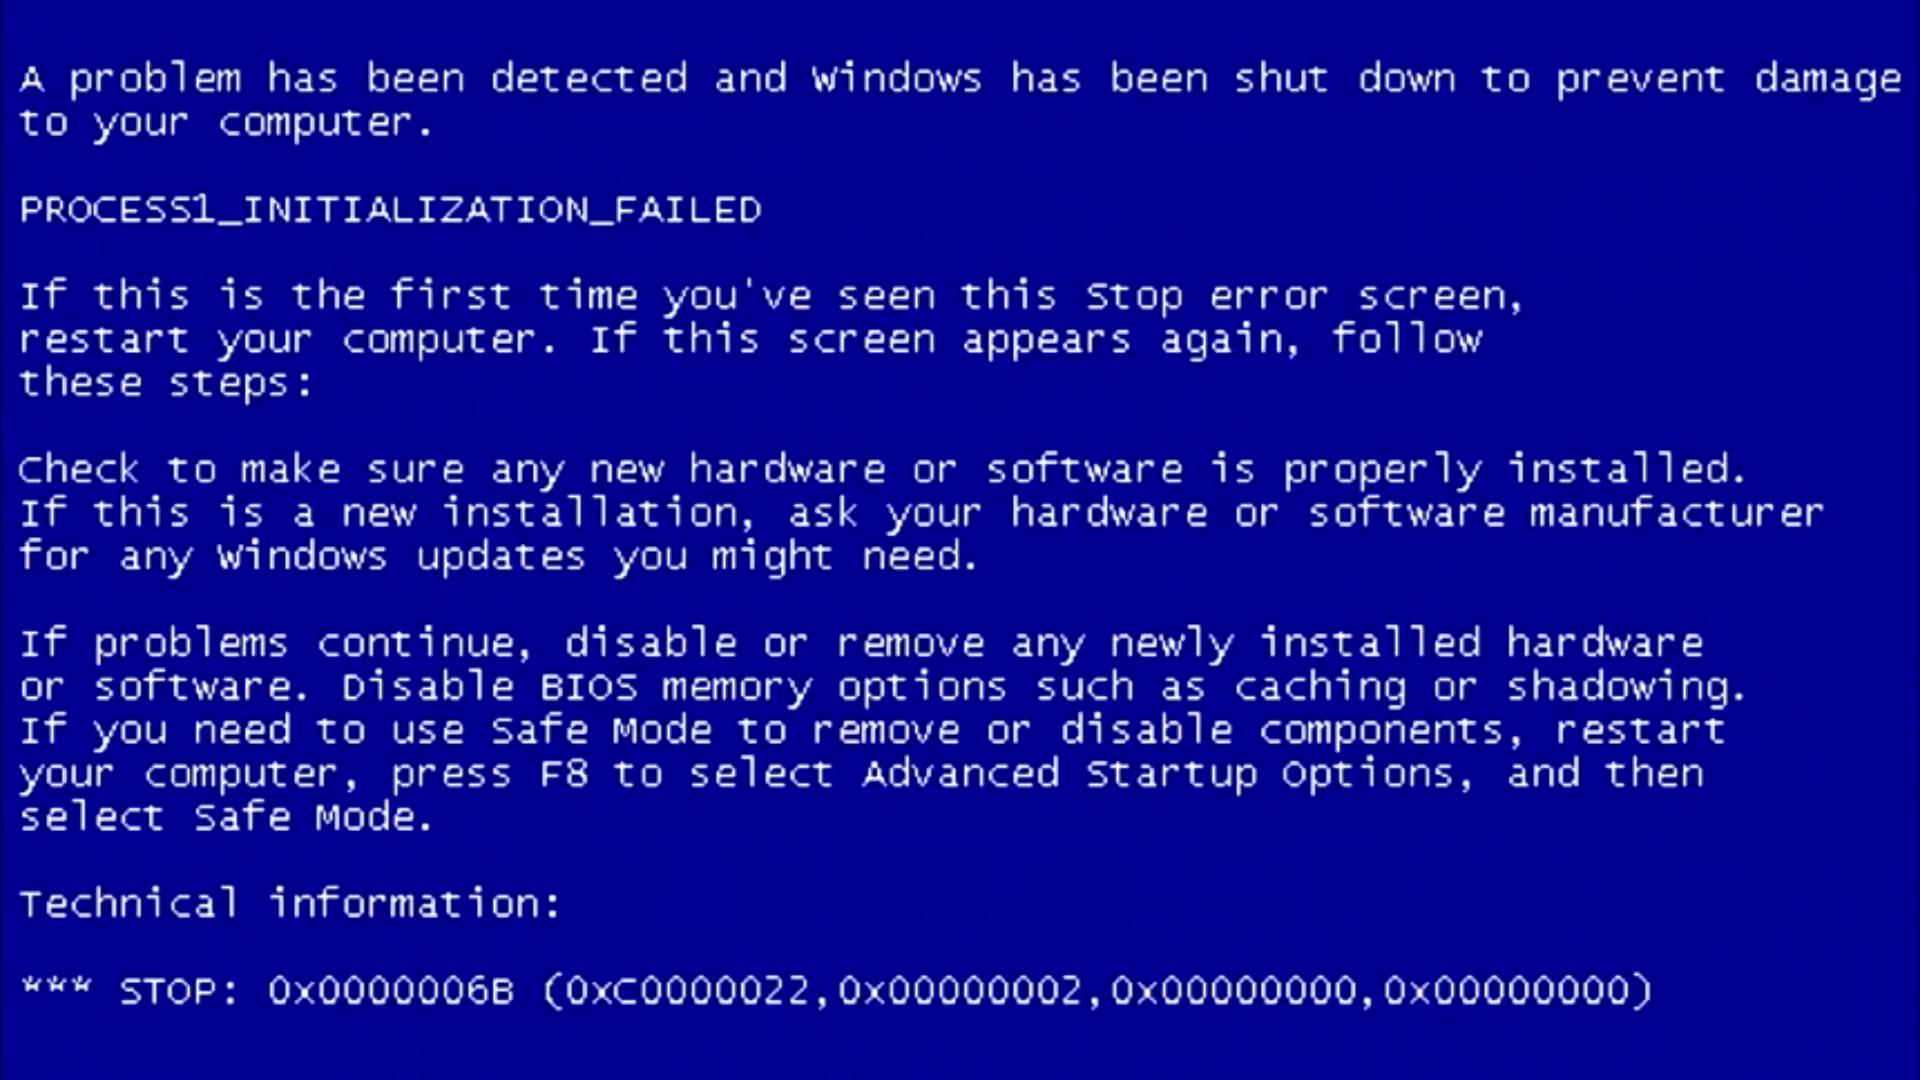 A problem has been detected and Windows has been shut down to prevent damage
to your computer.
PROCESS1_INITIALIZATION_FAILED
If this is the first time you've seen this Stop error screen,
restart your computer. If this screen appears again, follow
these steps:
Check to make sure any new hardware or software is properly installed.
If this is a new installation, ask your hardware or software manufacturer
for any Windows updates you might need.
If problems continue, disable or remove any newly installed hardware
or software. Disable BIOS memory options such as caching or shadowing.
If you need to use Safe Mode to remove or disable components, restart
your computer, press F8 to select Advanced Startup Options, and then
select Safe Mode.
Technical information:
*** STOP: 0x0000006B (0xC0000022,0x00000002,0x00000000,0x00000000)